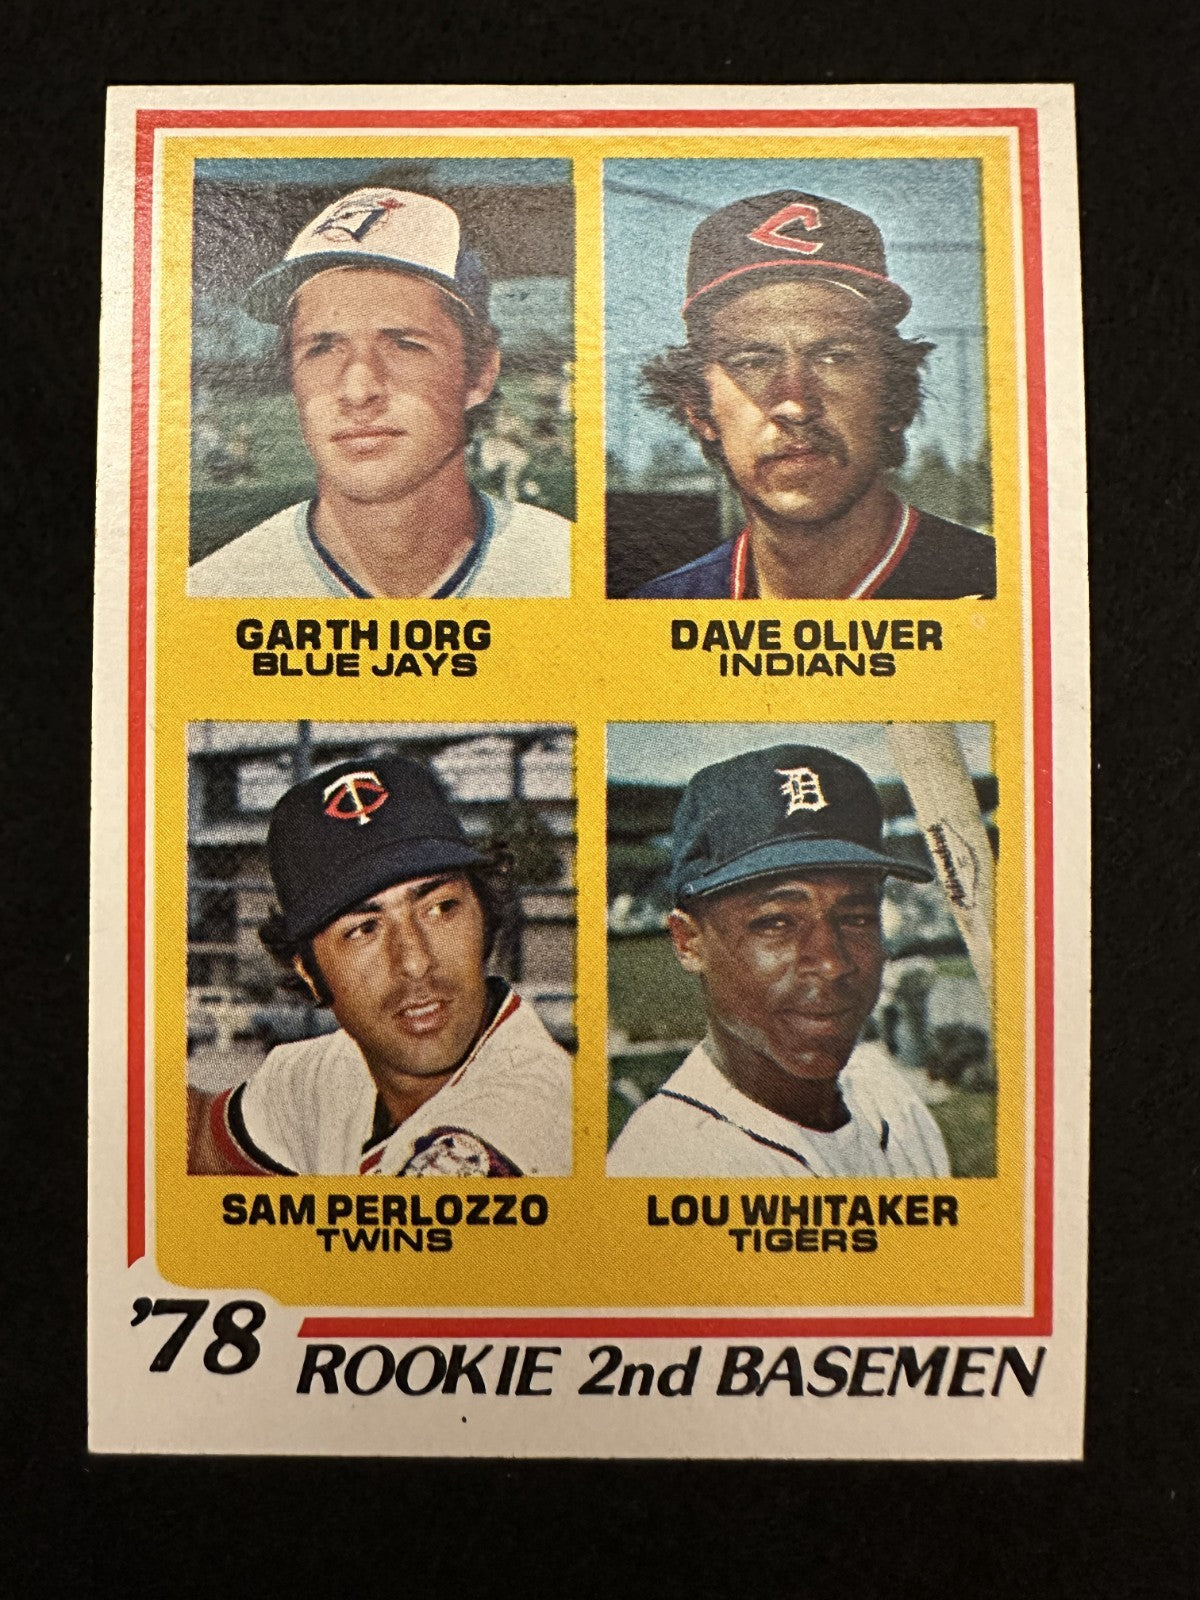 GARTH IORG
BLUE JAYS
DAVE OLIVER
INDIANS
SAM PERLOZZO
TWINS
LOU WHITAKER
TIGERS
'78
ROOKIE 2nd BASEMEN